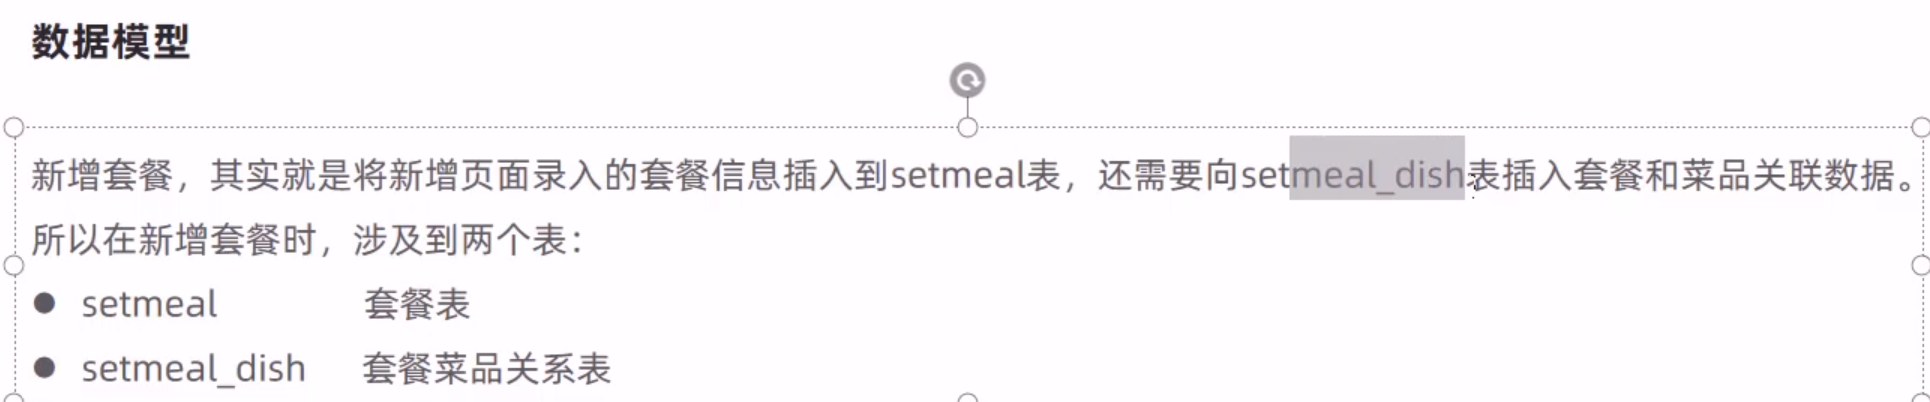 数据模型
新增套餐，其实就是将新增页面录入的套餐信息插入到setmeal表，还需要向setmeal_dish表插入套餐和菜品关联数据。
所以在新增套餐时，涉及到两个表：
● setmeal 套餐表
● setmeal_dish 套餐菜品关系表